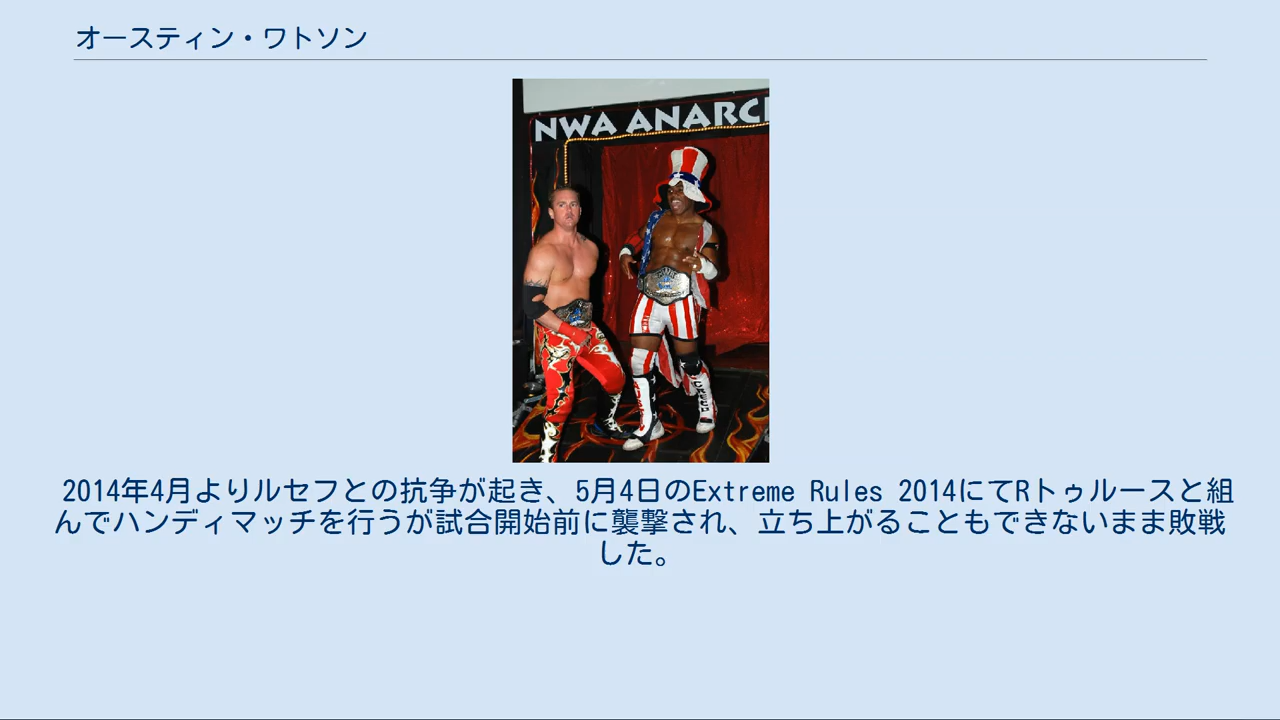 オースティン・ワトソン
NWA ANARC
CREED
2014年4月よりルセフとの抗争が起き、5月4日のExtreme Rules 2014にてRトゥルースと組
んでハンディマッチを行うが試合開始前に襲撃され、立ち上がることもできないまま敗戦
した。